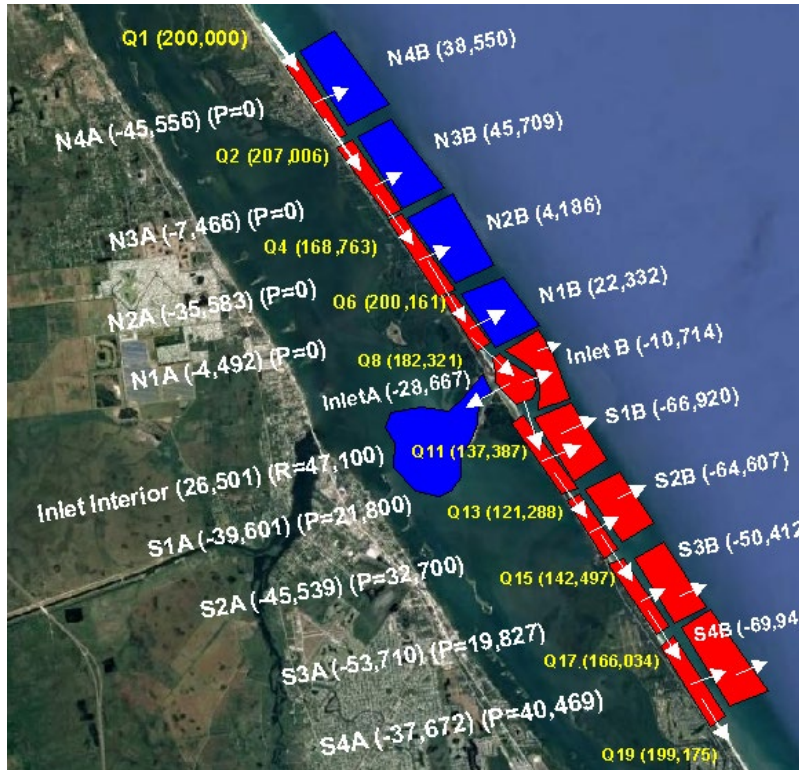 Q1 (200,000)
N4B (38,550)
N4A (-45,556) (P=0)
N3B (45,709)
Q2 (207,006)
N3A (-7,466) (P=0)
N2B (4,186)
Q4 (168,763)
N2A (-35,583) (P=0)
Q6 (200,161)
N1B (22,332)
N1A (-4,492) (P=0)
Q8 (182,321)
Inlet B (-10,714)
InletA (-28,667)
S1B (-66,920)
Q11 (137,387)
Inlet Interior (26,501) (R=47,100)
S2B (-64,607)
Q13 (121,288)
S1A (-39,601) (P=21,800)
S3B (-50,412
Q15 (142,497)
S2A (-45,539) (P=32,700)
S4B (-69,94
Q17 (166,034)
S3A (-53,710) (P=19,827)
S4A (-37,672) (P=40,469)
Q19 (199,175)